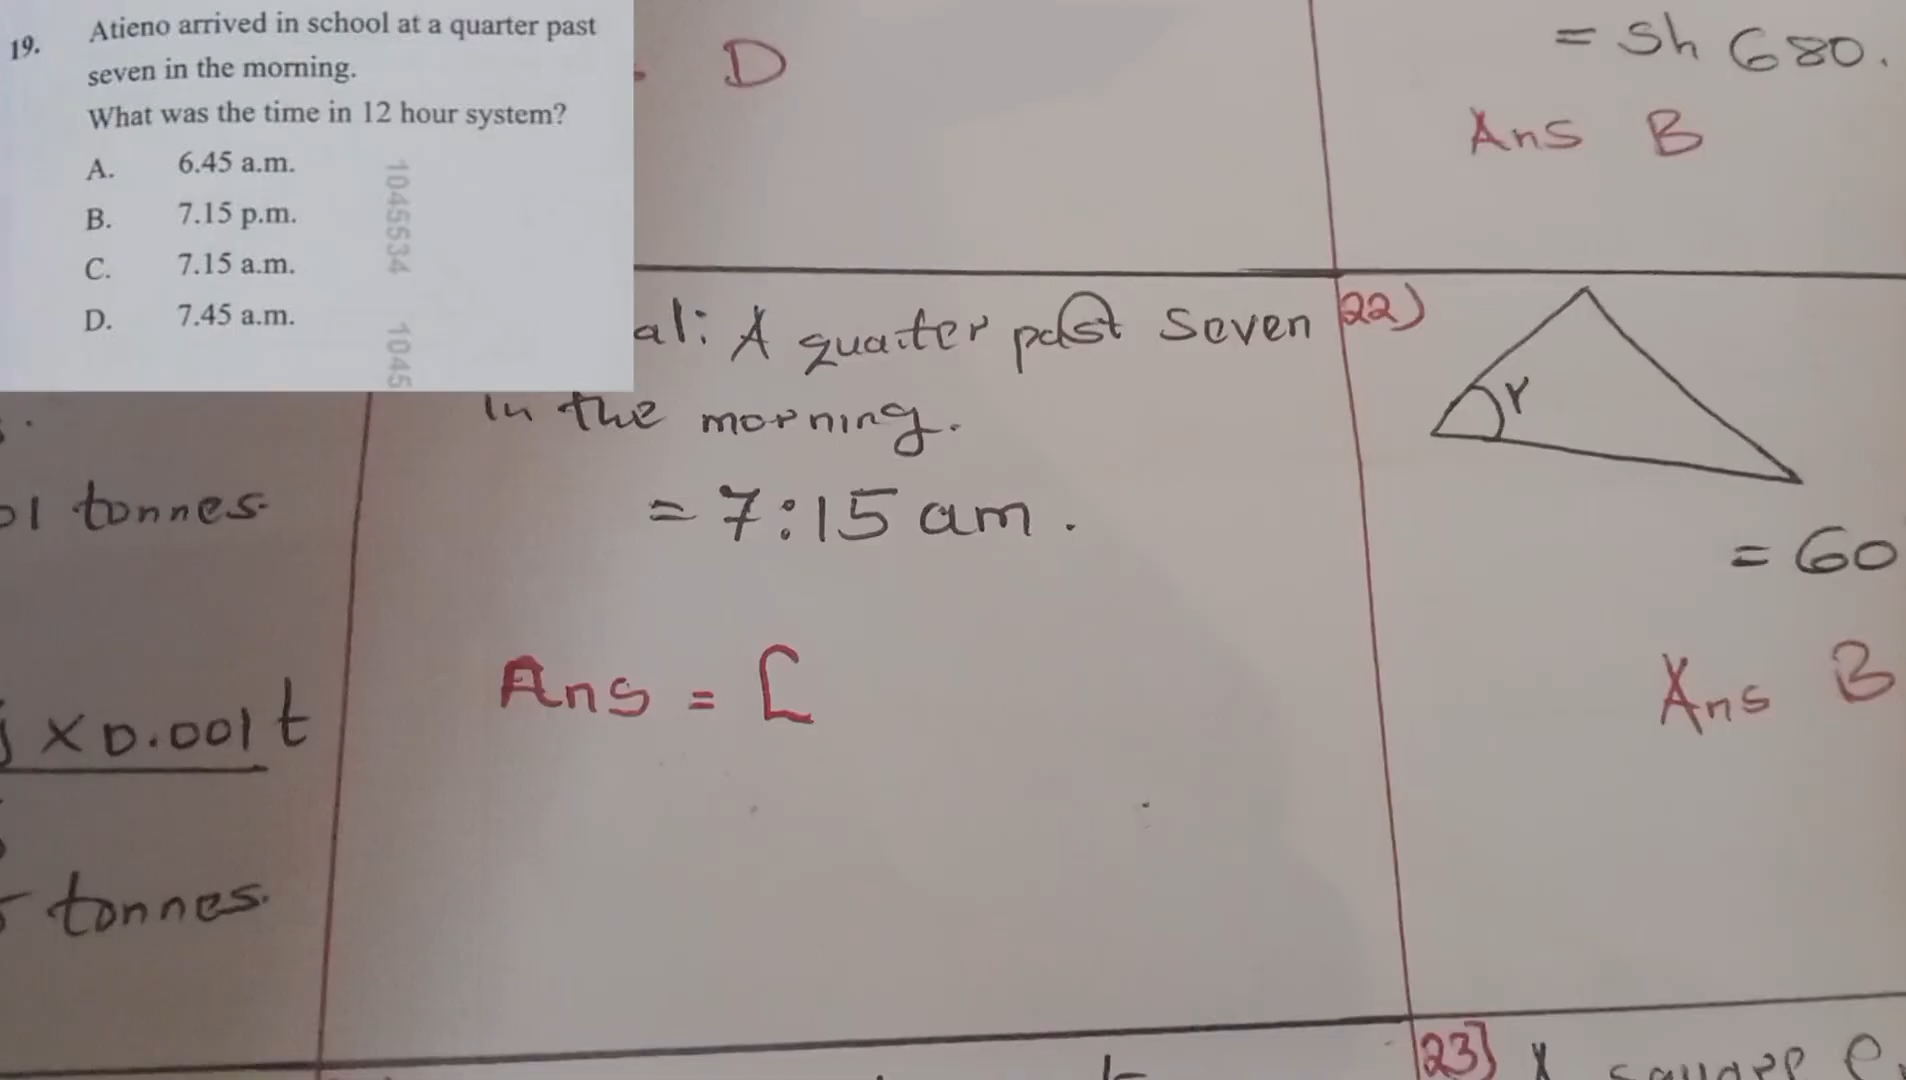 19. Atieno arrived in school at a quarter past
seven in the morning.
What was the time in 12 hour system?
A. 6.45 a.m.
B. 7.15 p.m.
C. 7.15 a.m.
D. 7.45 a.m.
1045534 1045
D
= Sh 680.
Ans B
al: A quarter past Seven
In the morning.
= 7:15 am.
Ans = C
tonnes
x 0.001 t
tonnes.
22)
r
= 60
Ans B
23]